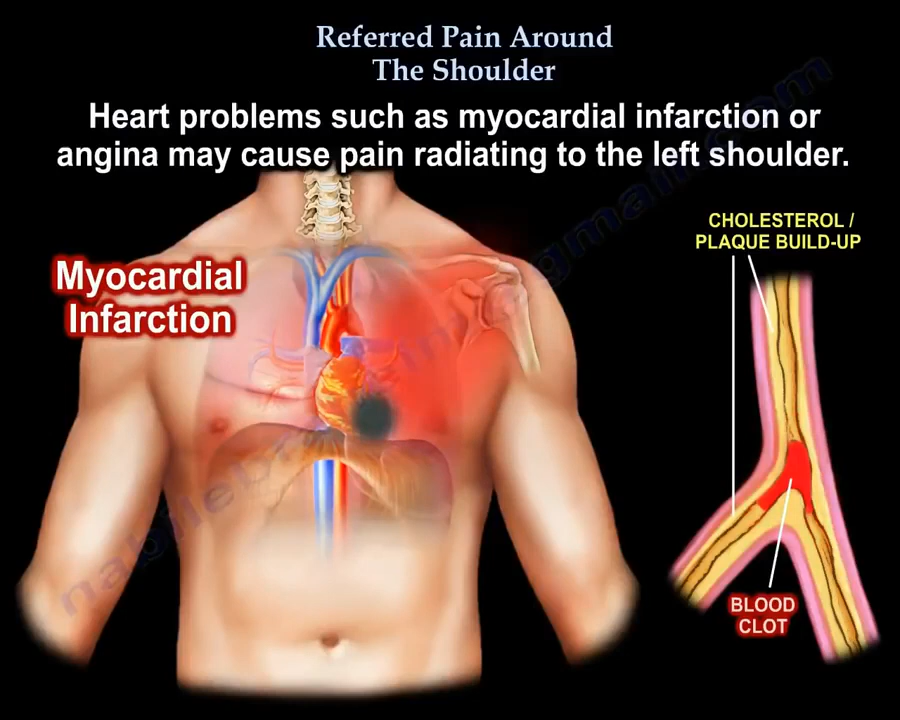 Referred Pain Around
The Shoulder
Heart problems such as myocardial infarction or
angina may cause pain radiating to the left shoulder.
Myocardial
Infarction
CHOLESTEROL /
PLAQUE BUILD-UP
BLOOD
CLOT